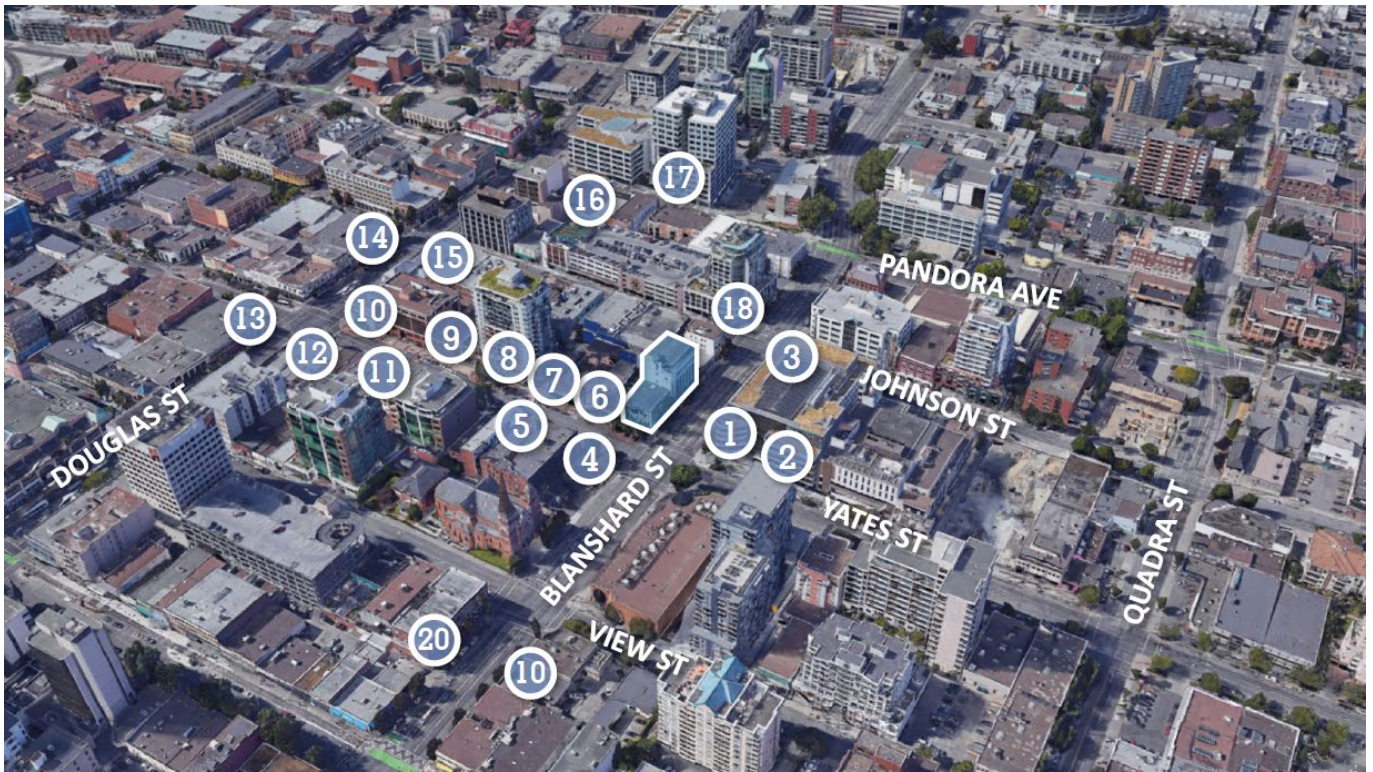 17
16
14
15
PANDORA AVE
18
13
10
9
3
12
11
8
7
6
JOHNSON ST
DOUGLAS ST
5
1
4
2
BLANSHARD ST
YATES ST
QUADRA ST
20
VIEW ST
10